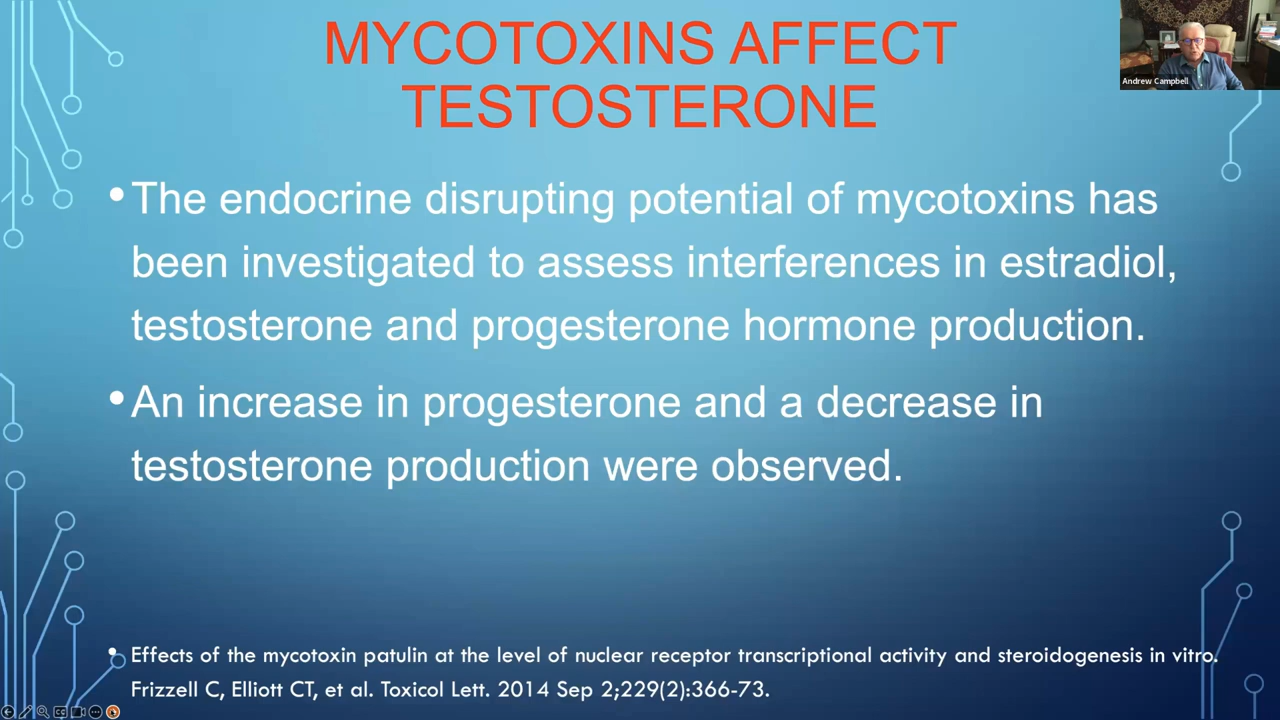 MYCOTOXINS AFFECT
TESTOSTERONE
Andrew Campbell
• The endocrine disrupting potential of mycotoxins has
been investigated to assess interferences in estradiol,
testosterone and progesterone hormone production.
• An increase in progesterone and a decrease in
testosterone production were observed.
• Effects of the mycotoxin patulin at the level of nuclear receptor transcriptional activity and steroidogenesis in vitro.
Frizzell C, Elliott CT, et al. Toxicol Lett. 2014 Sep 2;229(2):366-73.